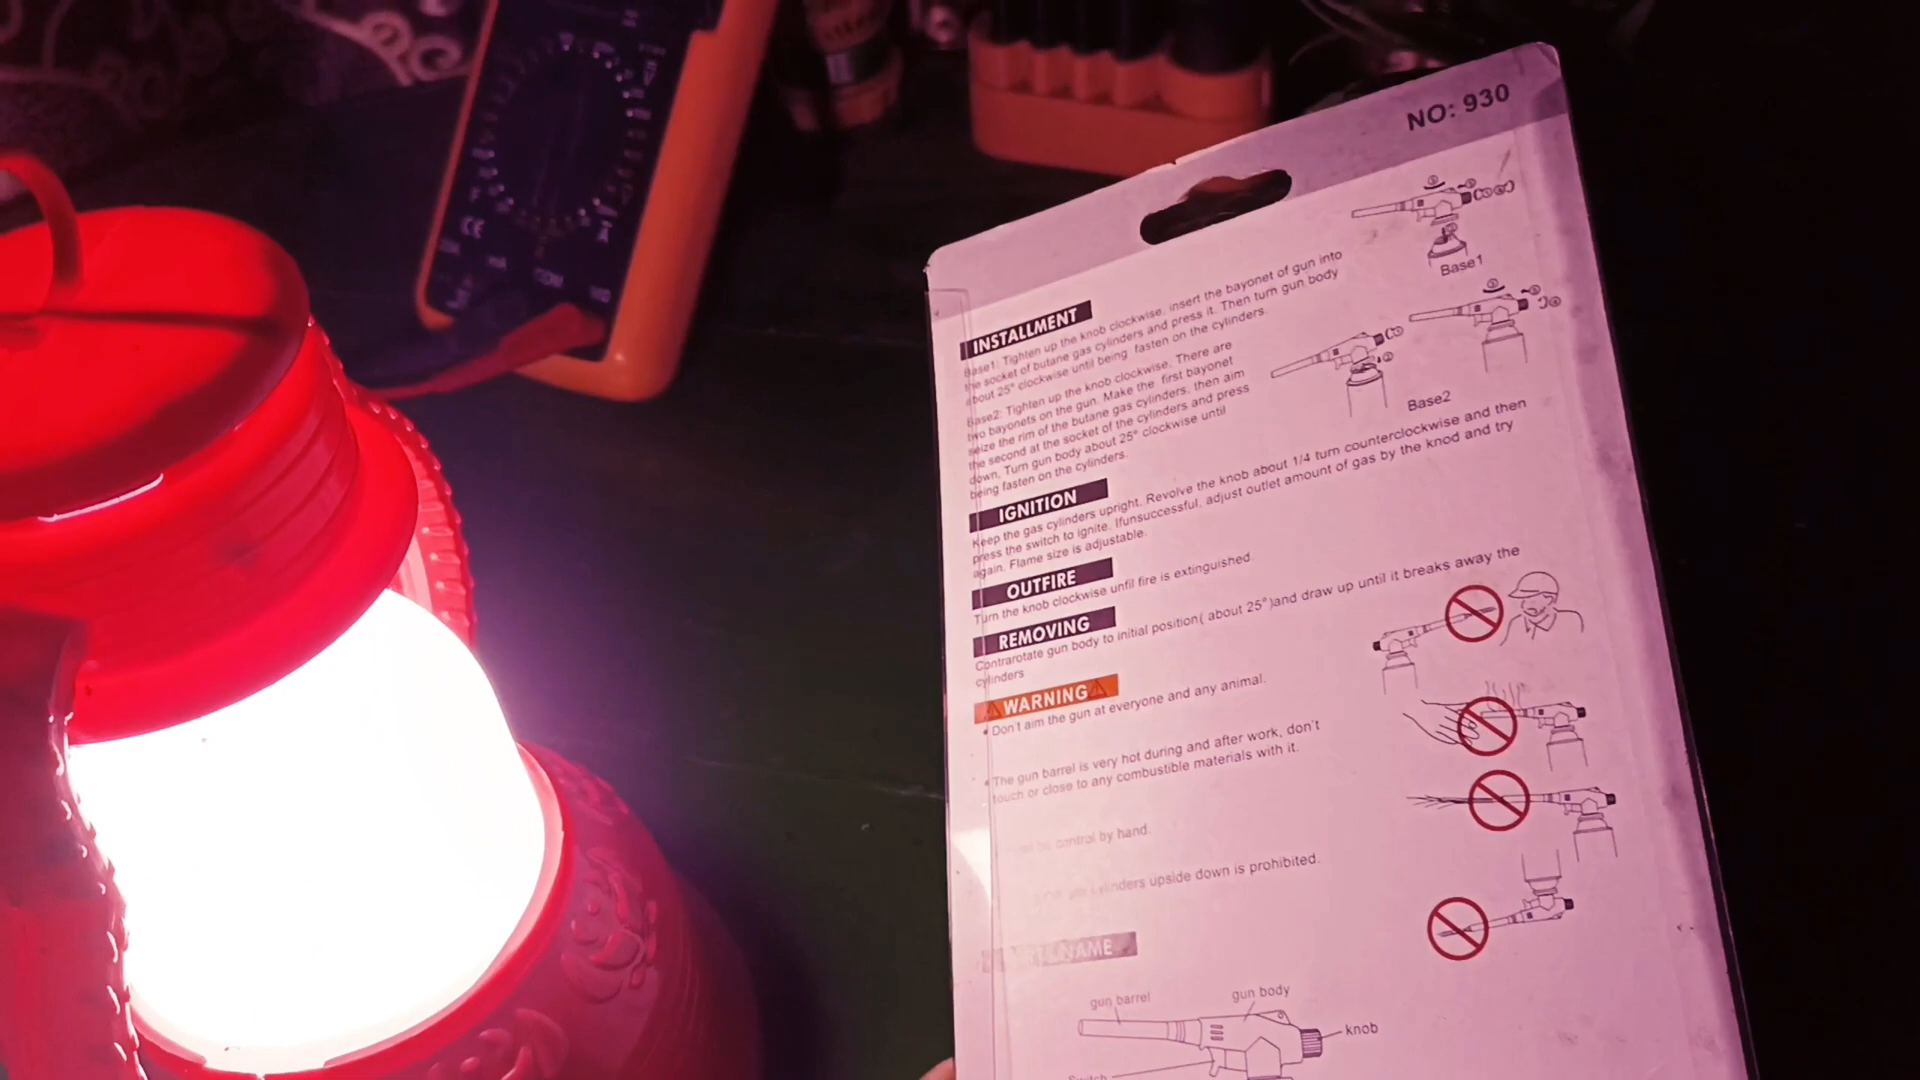 NO: 930
Base1
INSTALLMENT
Base1: Tighten up the knob clockwise, insert the bayonet of gun into
the socket of butane gas cylinders and press it. Then turn gun body
about 25° clockwise until being fasten on the cylinders.
Base2: Tighten up the knob clockwise. There are
two bayonets on the gun. Make the first bayonet
seize the rim of the butane gas cylinders, then aim
the second at the socket of the cylinders and press
down, Turn gun body about 25° clockwise until
being fasten on the cylinders.
Base2
IGNITION
Keep the gas cylinders upright. Revolve the knob about 1/4 turn counterclockwise and then
press the switch to ignite. Ifunsuccessful, adjust outlet amount of gas by the knod and try
again. Flame size is adjustable.
OUTFIRE
Turn the knob clockwise unfil fire is extinguished.
REMOVING
Contrarotate gun body to initial position( about 25°)and draw up until it breaks away the
cylinders
WARNING
• Don't aim the gun at everyone and any animal.
• The gun barrel is very hot during and after work, don't
touch or close to any combustible materials with it.
control by hand.
cylinders upside down is prohibited.
NAME
gun barrel
gun body
knob
Switch
CE
COM